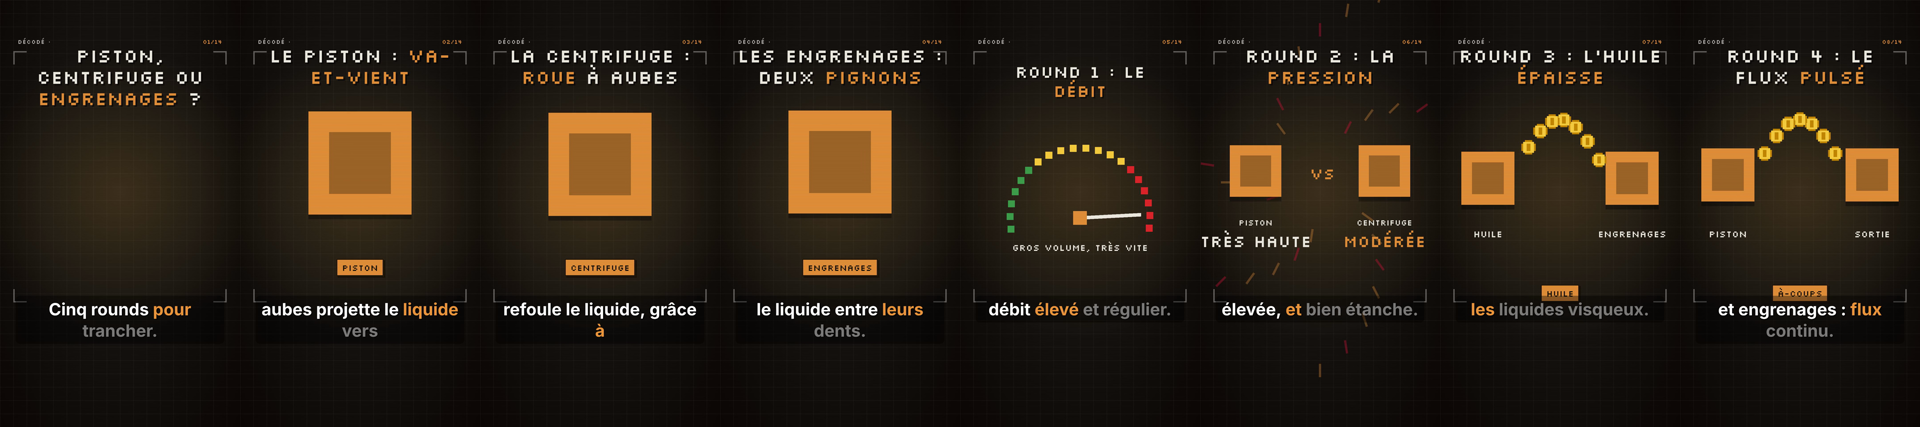 DÉCODÉ · 01/14
PISTON,
CENTRIFUGE OU
ENGRENAGES ?
Cinq rounds pour
trancher.
DÉCODÉ · 02/14
LE PISTON : VA-
ET-VIENT
PISTON
aubes projette le liquide
vers
DÉCODÉ · 03/14
LA CENTRIFUGE :
ROUE À AUBES
CENTRIFUGE
refoule le liquide, grâce
à
DÉCODÉ · 04/14
LES ENGRENAGES :
DEUX PIGNONS
ENGRENAGES
le liquide entre leurs
dents.
DÉCODÉ · 05/14
ROUND 1 : LE
DÉBIT
GROS VOLUME, TRÈS VITE
débit élevé et régulier.
DÉCODÉ · 06/14
ROUND 2 : LA
PRESSION
VS
PISTON CENTRIFUGE
TRÈS HAUTE MODÉRÉE
élevée, et bien étanche.
DÉCODÉ · 07/14
ROUND 3 : L'HUILE
ÉPAISSE
HUILE ENGRENAGES
HUILE
les liquides visqueux.
DÉCODÉ · 08/14
ROUND 4 : LE
FLUX PULSÉ
PISTON SORTIE
À-COUPS
et engrenages : flux
continu.